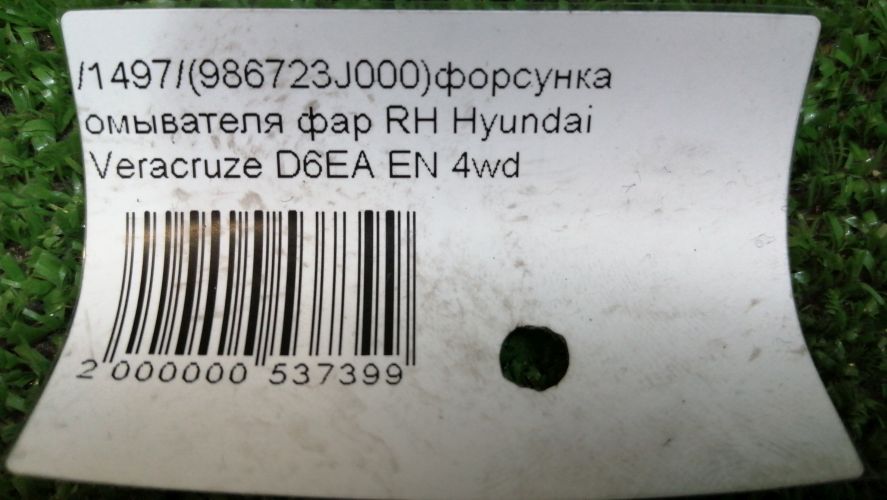 /1497/(986723J000)форсунка
омывателя фар RH Hyundai
Veracruze D6EA EN 4wd
2 000000 537399